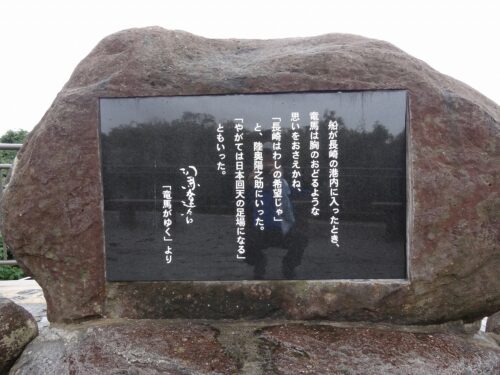 船が長崎の港内に入ったとき、
竜馬は胸のおどるような
思いをおさえかね、
「長崎はわしの希望じゃ」
と、陸奥陽之助にいった。
「やがては日本回天の足場になる」
ともいった。
「竜馬がゆく」より